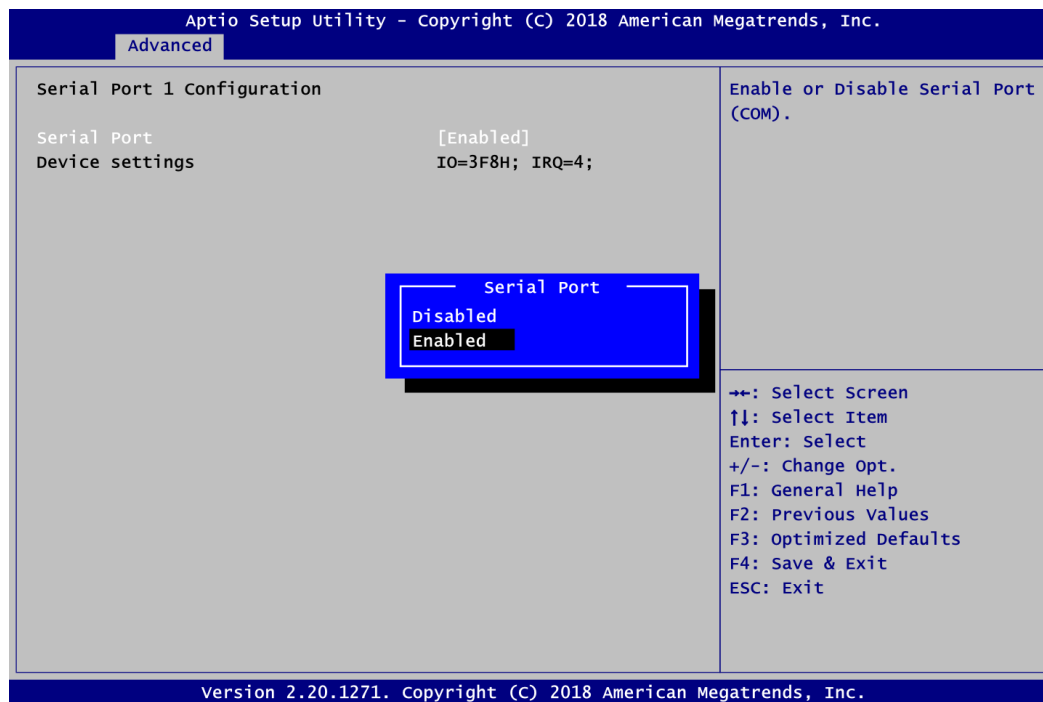 Aptio Setup Utility – Copyright (C) 2018 American Megatrends, Inc.
Advanced
Serial Port 1 Configuration
Serial Port [Enabled]
Device settings IO=3F8H; IRQ=4;
Serial Port
Disabled
Enabled
Enable or Disable Serial Port
(COM).
→←: Select Screen
↑↓: Select Item
Enter: Select
+/-: Change Opt.
F1: General Help
F2: Previous Values
F3: Optimized Defaults
F4: Save & Exit
ESC: Exit
Version 2.20.1271. Copyright (C) 2018 American Megatrends, Inc.